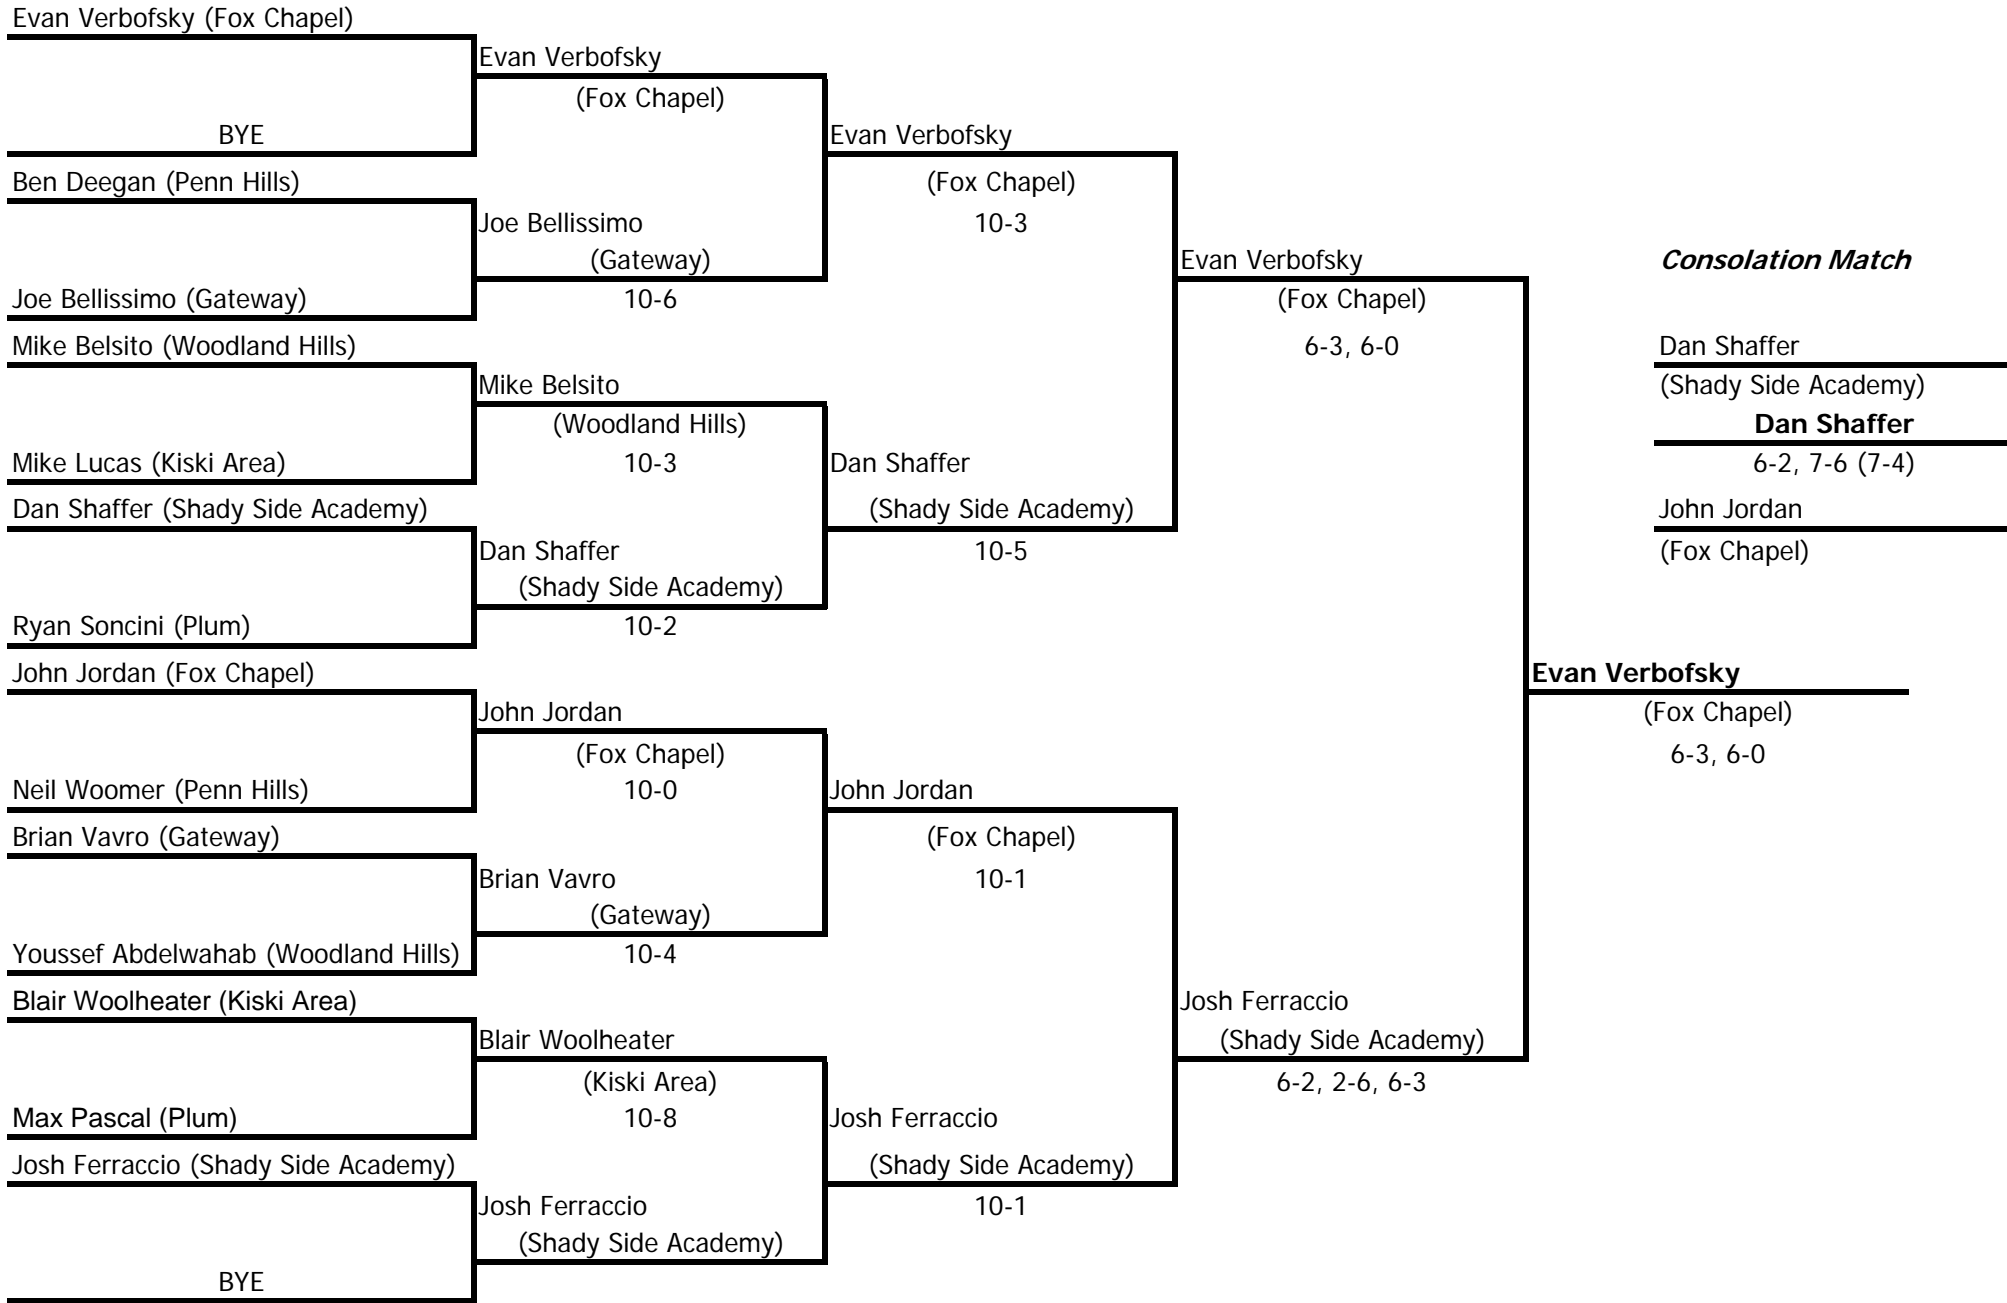 Evan Verbofsky (Fox Chapel)
Evan Verbofsky
(Fox Chapel)
BYE
Evan Verbofsky
Ben Deegan (Penn Hills)
(Fox Chapel)
Joe Bellissimo
10-3
(Gateway)
Evan Verbofsky
Consolation Match
Joe Bellissimo (Gateway)
10-6
(Fox Chapel)
Mike Belsito (Woodland Hills)
6-3, 6-0
Dan Shaffer
Mike Belsito
(Shady Side Academy)
(Woodland Hills)
Dan Shaffer
Mike Lucas (Kiski Area)
10-3
Dan Shaffer
6-2, 7-6 (7-4)
Dan Shaffer (Shady Side Academy)
(Shady Side Academy)
John Jordan
Dan Shaffer
10-5
(Fox Chapel)
(Shady Side Academy)
Ryan Soncini (Plum)
10-2
John Jordan (Fox Chapel)
Evan Verbofsky
John Jordan
(Fox Chapel)
(Fox Chapel)
6-3, 6-0
Neil Woomer (Penn Hills)
10-0
John Jordan
Brian Vavro (Gateway)
(Fox Chapel)
Brian Vavro
10-1
(Gateway)
Youssef Abdelwahab (Woodland Hills)
10-4
Blair Woolheater (Kiski Area)
Josh Ferraccio
Blair Woolheater
(Shady Side Academy)
(Kiski Area)
6-2, 2-6, 6-3
Max Pascal (Plum)
10-8
Josh Ferraccio
Josh Ferraccio (Shady Side Academy)
(Shady Side Academy)
Josh Ferraccio
10-1
(Shady Side Academy)
BYE